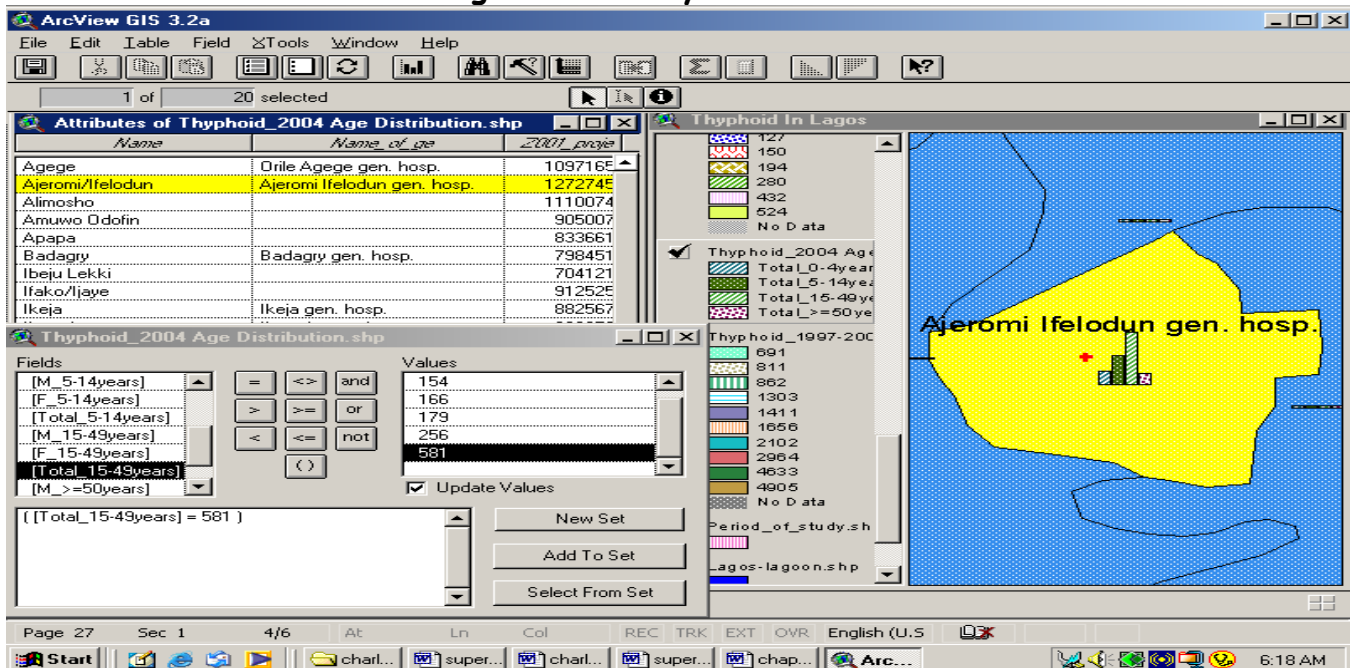 ArcView GIS 3.2a
File Edit Table Field XTools Window Help
1 of 20 selected
Attributes of Thyphoid_2004 Age Distribution.shp
Name Name_of_ge 2001_proje
Agege Orile Agege gen. hosp. 1097165
Ajeromi/Ifelodun Ajeromi Ifelodun gen. hosp. 1272745
Alimosho 1110074
Amuwo Odofin 905007
Apapa 833661
Badagry Badagry gen. hosp. 798451
Ibeju Lekki 704121
Ifako/Ijaye 912525
Ikeja Ikeja gen. hosp. 882567
Thyphoid_2004 Age Distribution.shp
Fields
[M_5-14years]
[F_5-14years]
[Total_5-14years]
[M_15-49years]
[F_15-49years]
[Total_15-49years]
[M_>=50years]
= <> and
> >= or
< <= not
()
Values
154
166
179
256
581
Update Values
( [Total_15-49years] = 581 )
New Set
Add To Set
Select From Set
Thyphoid In Lagos
127
150
194
280
432
524
No Data
Thyphoid_2004 Age
Total_0-4year
Total_5-14yea
Total_15-49ye
Total_>=50ye
Thyphoid_1997-200
691
811
862
1303
1411
1656
2102
2964
4633
4905
No Data
Period_of_study.sh
Lagos-lagoon.shp
Ajeromi Ifelodun gen. hosp.
Page 27 Sec 1 4/6 At Ln Col REC TRK EXT OVR English (U.S
Start charl... super... charl... super... chap... Arc... 6:18 AM